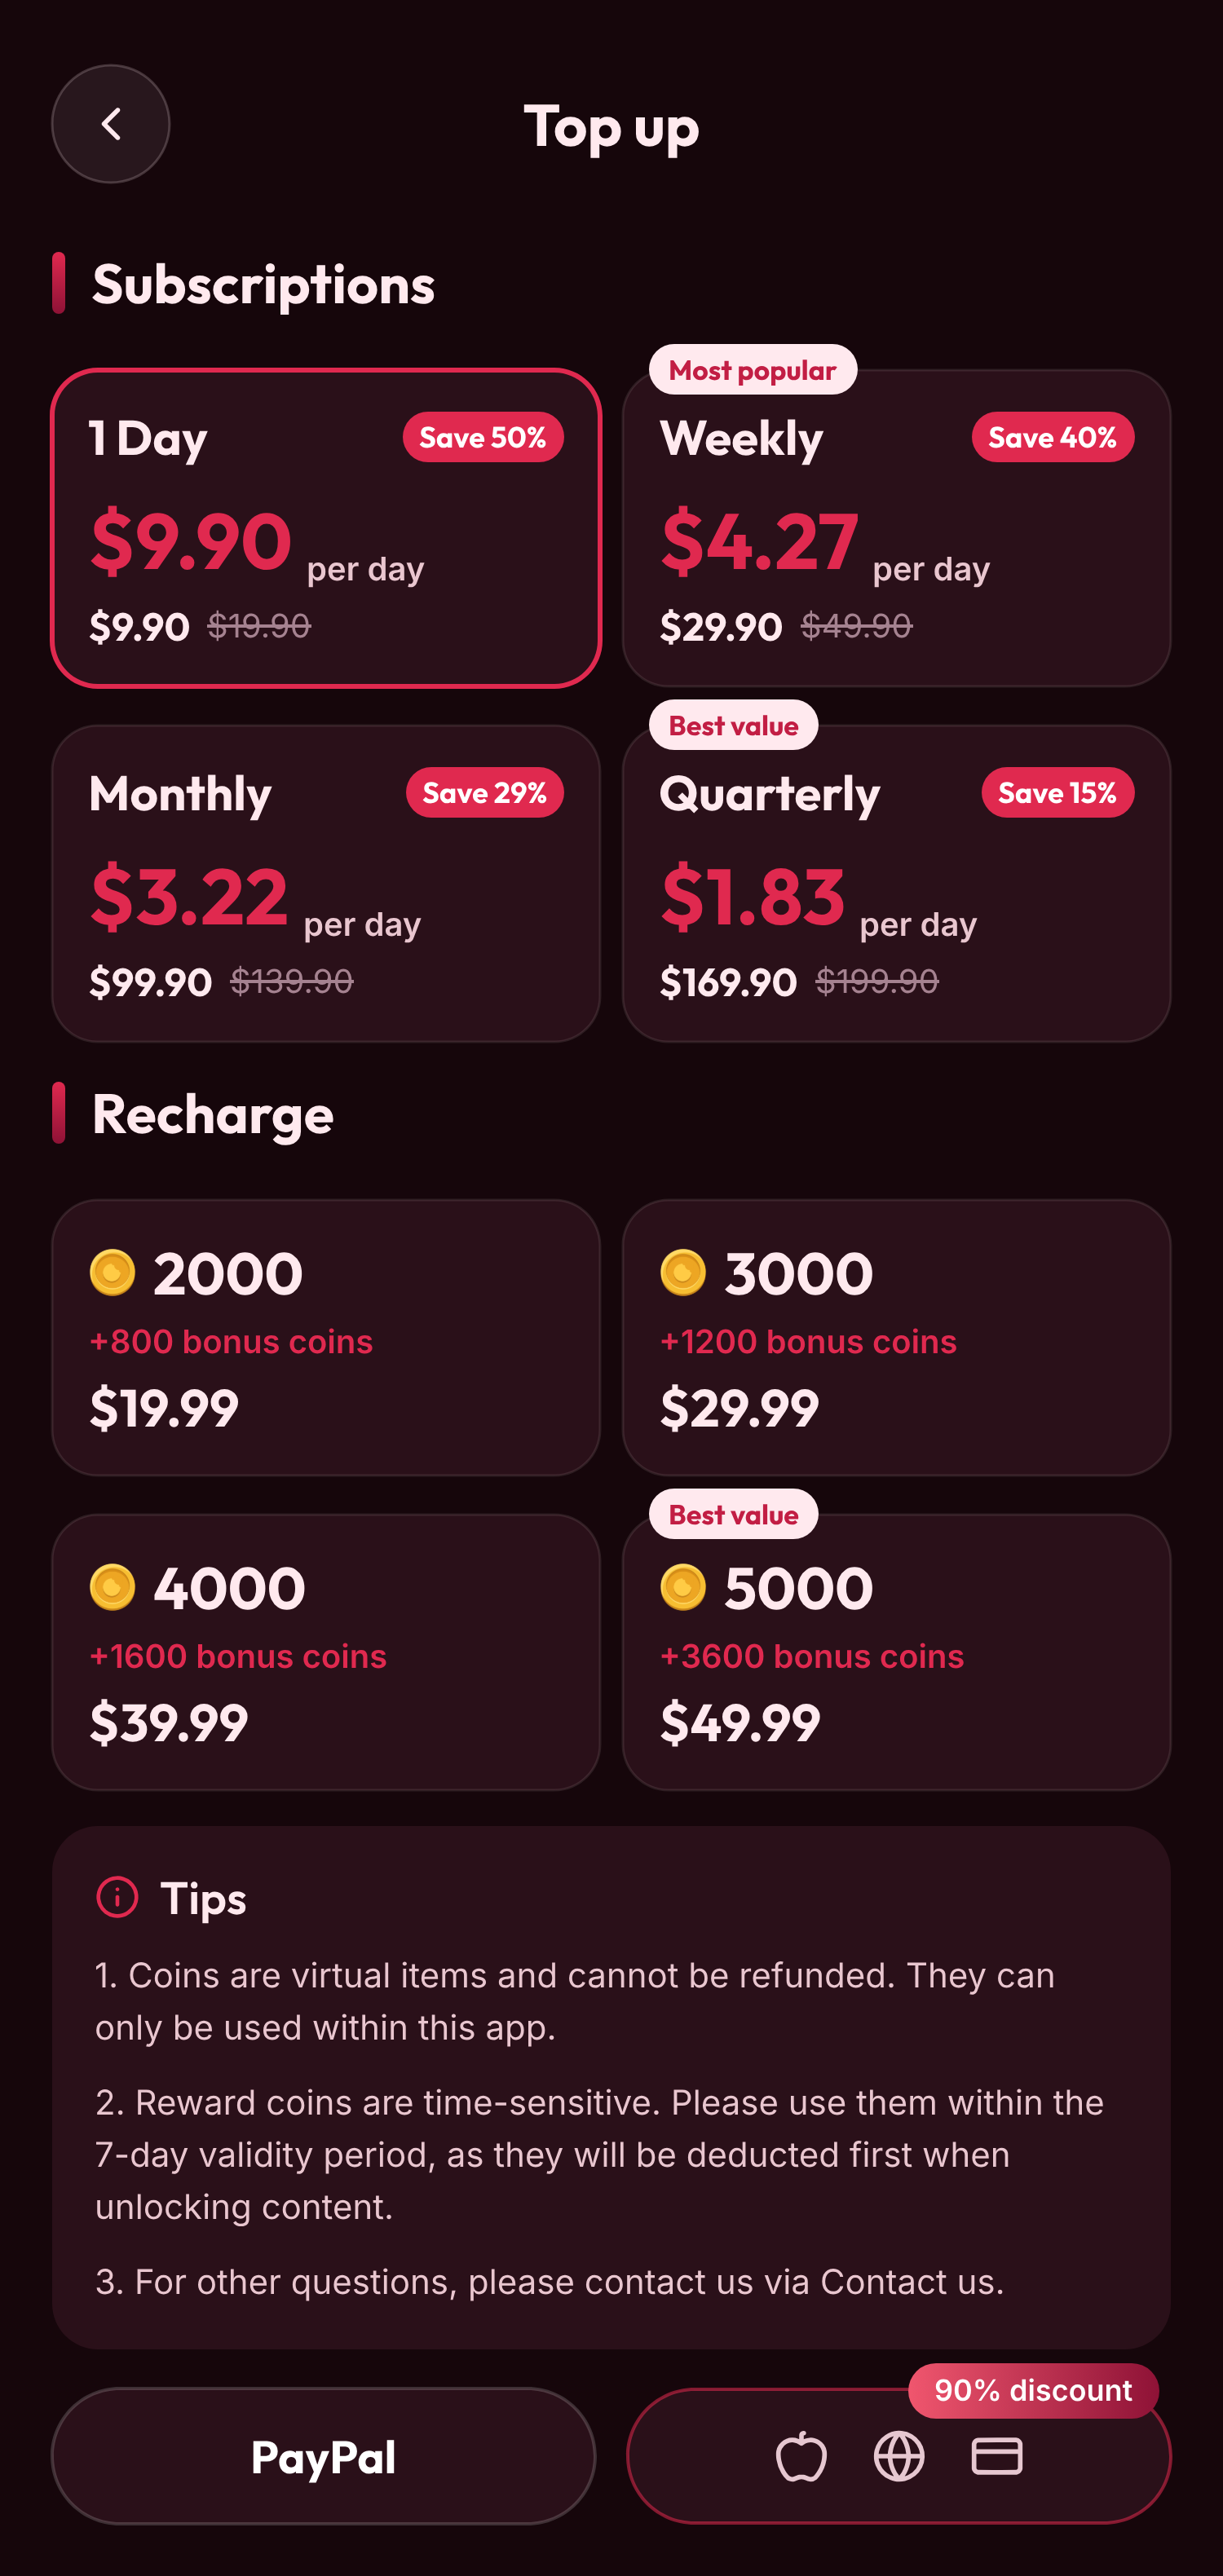 Top up
Subscriptions
1 Day
Save 50%
$9.90 per day
$9.90 $19.90
Most popular
Weekly
Save 40%
$4.27 per day
$29.90 $49.90
Monthly
Save 29%
$3.22 per day
$99.90 $139.90
Best value
Quarterly
Save 15%
$1.83 per day
$169.90 $199.90
Recharge
2000
+800 bonus coins
$19.99
3000
+1200 bonus coins
$29.99
4000
+1600 bonus coins
$39.99
Best value
5000
+3600 bonus coins
$49.99
Tips
1. Coins are virtual items and cannot be refunded. They can
only be used within this app.
2. Reward coins are time-sensitive. Please use them within the
7-day validity period, as they will be deducted first when
unlocking content.
3. For other questions, please contact us via Contact us.
PayPal
90% discount